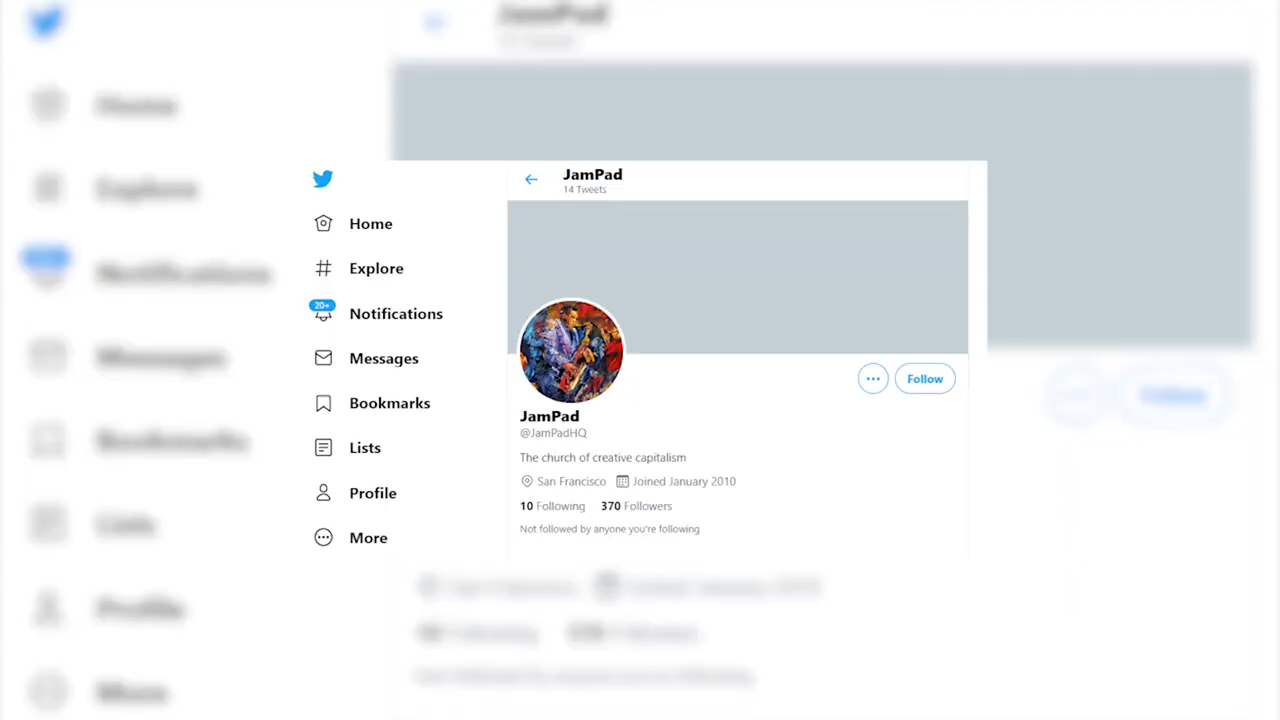 JamPad
14 Tweets
Home
Explore
20+
Notifications
Messages
Bookmarks
Lists
Profile
More
Follow
JamPad
@JamPadHQ
The church of creative capitalism
San Francisco Joined January 2010
10 Following 370 Followers
Not followed by anyone you're following